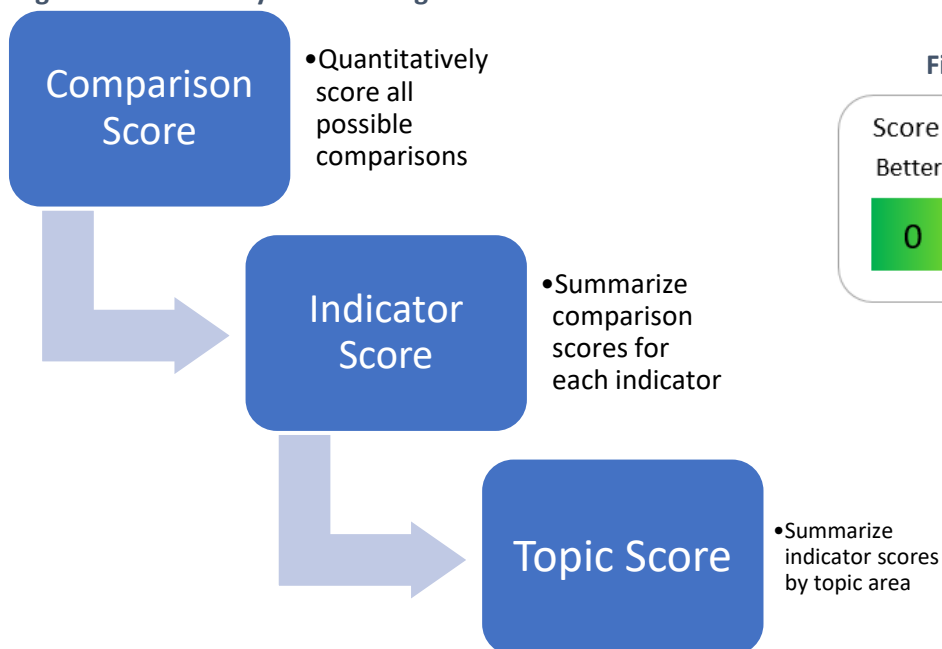 Comparison
Score
•Quantitatively
score all
possible
comparisons
Fi
Score
Better
0
Indicator
Score
•Summarize
comparison
scores for
each indicator
Topic Score
•Summarize
indicator scores
by topic area